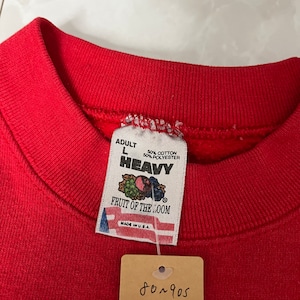 ADULT
L
50% COTTON
50% POLYESTER
HEAVY
FRUIT OF THE LOOM
MADE IN U.S.A.
80~90s